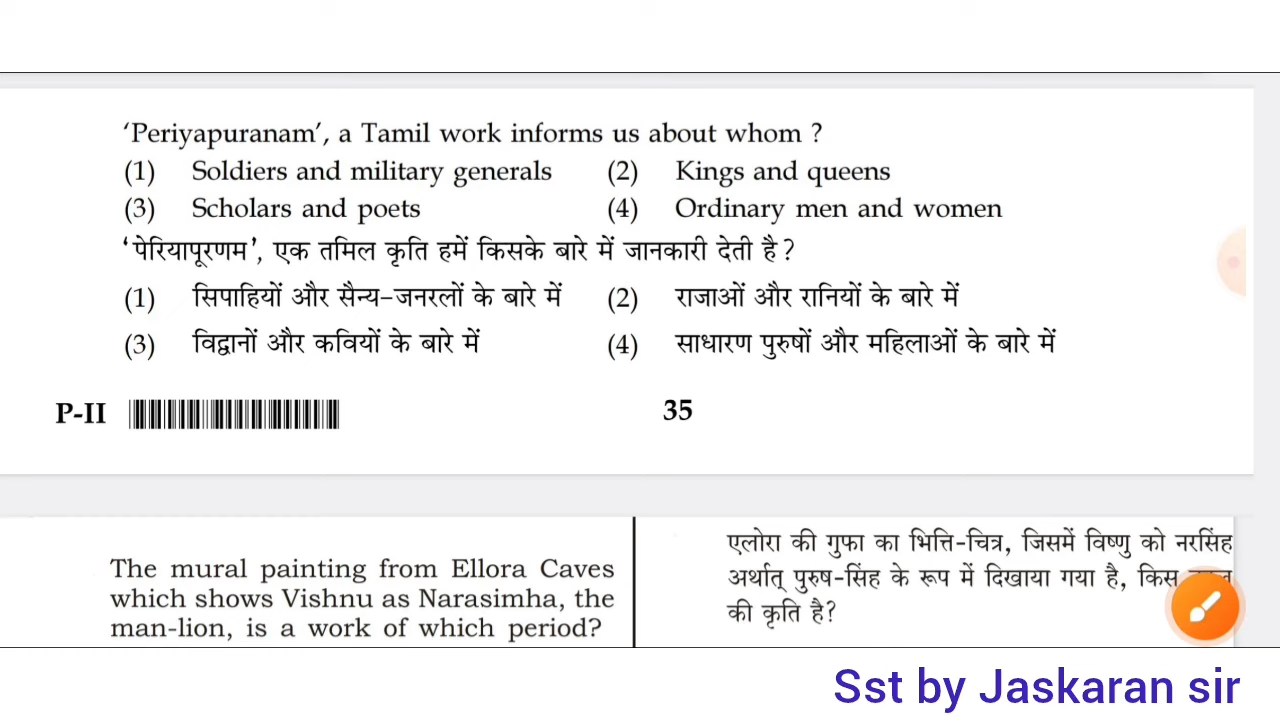 ‘Periyapuranam’, a Tamil work informs us about whom ?
(1) Soldiers and military generals (2) Kings and queens
(3) Scholars and poets (4) Ordinary men and women
‘पेरियापूरणम’, एक तमिल कृति हमें किसके बारे में जानकारी देती है?
(1) सिपाहियों और सैन्य-जनरलों के बारे में (2) राजाओं और रानियों के बारे में
(3) विद्वानों और कवियों के बारे में (4) साधारण पुरुषों और महिलाओं के बारे में
P-II 35
The mural painting from Ellora Caves
which shows Vishnu as Narasimha, the
man-lion, is a work of which period?
एलोरा की गुफा का भित्ति-चित्र, जिसमें विष्णु को नरसिंह
अर्थात् पुरुष-सिंह के रूप में दिखाया गया है, किस
की कृति है?
Sst by Jaskaran sir